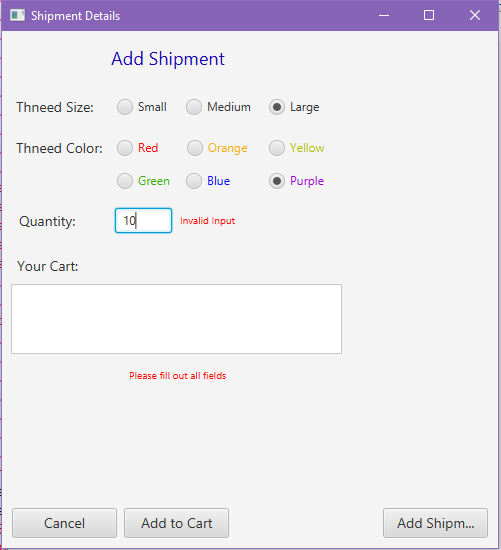 Shipment Details
Add Shipment
Thneed Size: Small Medium Large
Thneed Color: Red Orange Yellow
Green Blue Purple
Quantity: 10 Invalid Input
Your Cart:
Please fill out all fields
Cancel Add to Cart Add Shipm...